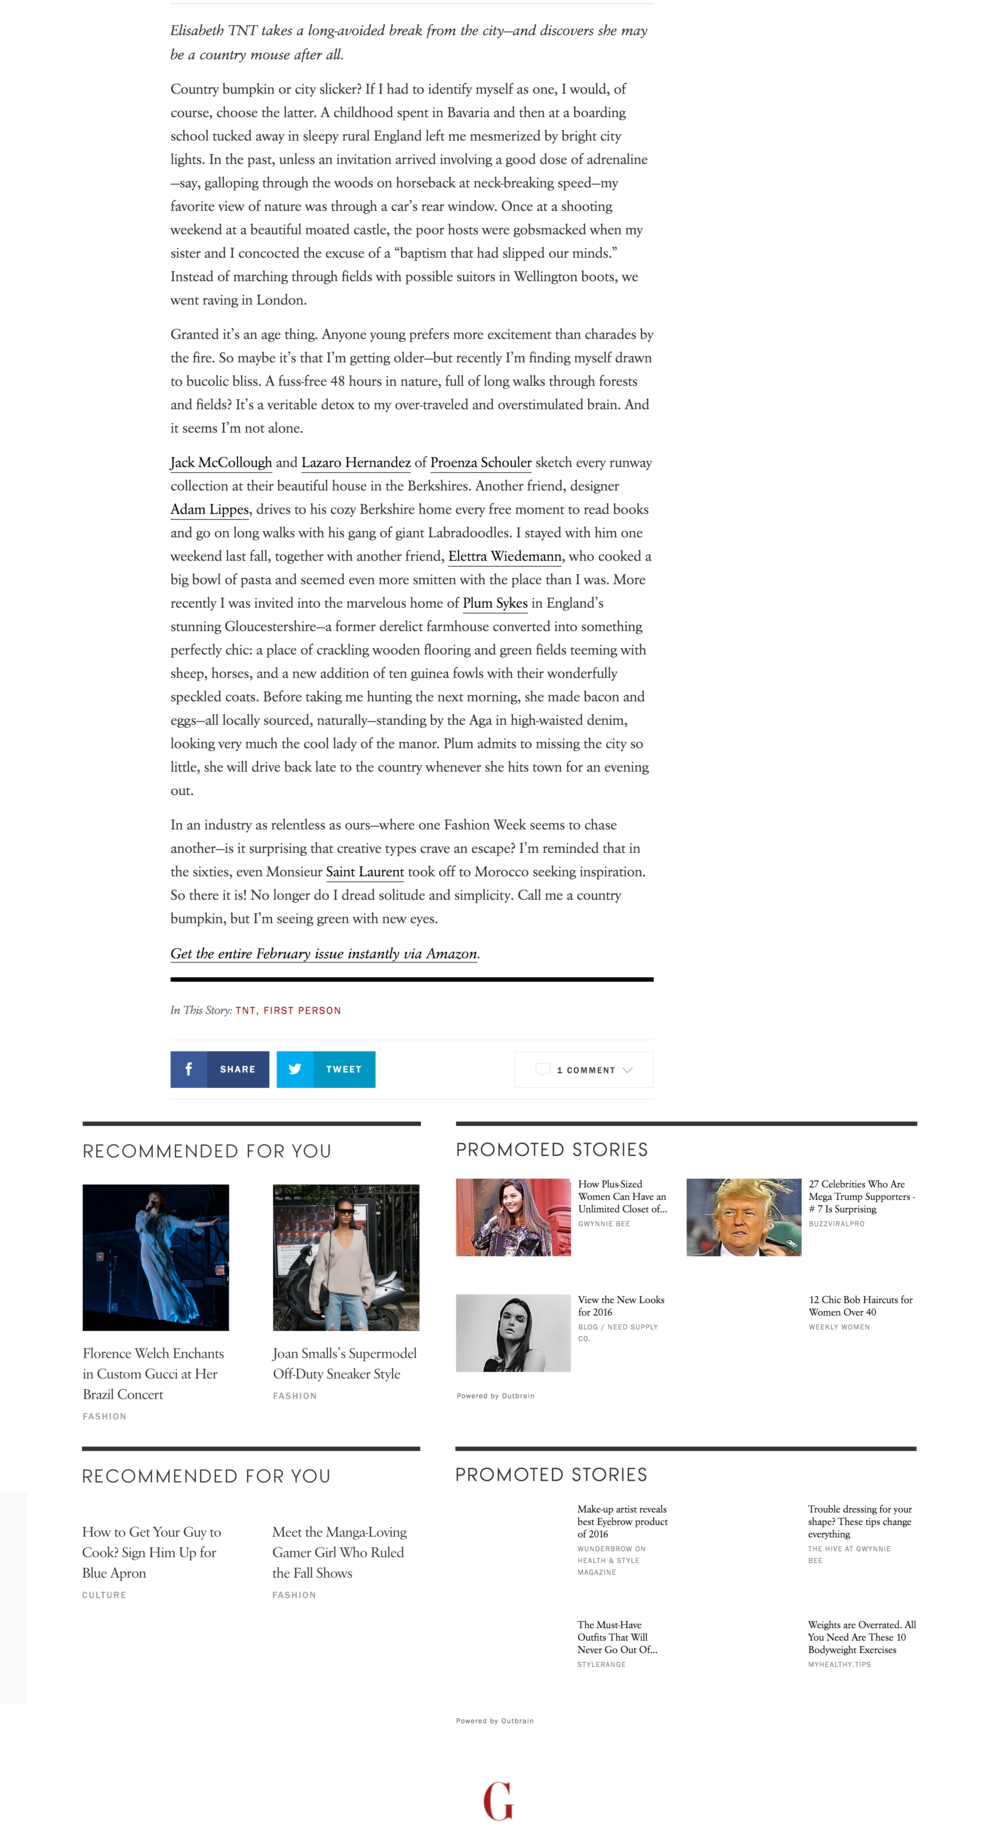 Elisabeth TNT takes a long-avoided break from the city—and discovers she may
be a country mouse after all.
Country bumpkin or city slicker? If I had to identify myself as one, I would, of
course, choose the latter. A childhood spent in Bavaria and then at a boarding
school tucked away in sleepy rural England left me mesmerized by bright city
lights. In the past, unless an invitation arrived involving a good dose of adrenaline
—say, galloping through the woods on horseback at neck-breaking speed—my
favorite view of nature was through a car’s rear window. Once at a shooting
weekend at a beautiful moated castle, the poor hosts were gobsmacked when my
sister and I concocted the excuse of a “baptism that had slipped our minds.”
Instead of marching through fields with possible suitors in Wellington boots, we
went raving in London.
Granted it’s an age thing. Anyone young prefers more excitement than charades by
the fire. So maybe it’s that I’m getting older—but recently I’m finding myself drawn
to bucolic bliss. A fuss-free 48 hours in nature, full of long walks through forests
and fields? It’s a veritable detox to my over-traveled and overstimulated brain. And
it seems I’m not alone.
Jack McCollough and Lazaro Hernandez of Proenza Schouler sketch every runway
collection at their beautiful house in the Berkshires. Another friend, designer
Adam Lippes, drives to his cozy Berkshire home every free moment to read books
and go on long walks with his gang of giant Labradoodles. I stayed with him one
weekend last fall, together with another friend, Elettra Wiedemann, who cooked a
big bowl of pasta and seemed even more smitten with the place than I was. More
recently I was invited into the marvelous home of Plum Sykes in England’s
stunning Gloucestershire—a former derelict farmhouse converted into something
perfectly chic: a place of crackling wooden flooring and green fields teeming with
sheep, horses, and a new addition of ten guinea fowls with their wonderfully
speckled coats. Before taking me hunting the next morning, she made bacon and
eggs—all locally sourced, naturally—standing by the Aga in high-waisted denim,
looking very much the cool lady of the manor. Plum admits to missing the city so
little, she will drive back late to the country whenever she hits town for an evening
out.
In an industry as relentless as ours—where one Fashion Week seems to chase
another—is it surprising that creative types crave an escape? I’m reminded that in
the sixties, even Monsieur Saint Laurent took off to Morocco seeking inspiration.
So there it is! No longer do I dread solitude and simplicity. Call me a country
bumpkin, but I’m seeing green with new eyes.
Get the entire February issue instantly via Amazon.
In This Story: TNT, FIRST PERSON
f SHARE TWEET 1 COMMENT
RECOMMENDED FOR YOU
Florence Welch Enchants
in Custom Gucci at Her
Brazil Concert
FASHION
Joan Smalls’s Supermodel
Off-Duty Sneaker Style
FASHION
PROMOTED STORIES
How Plus-Sized
Women Can Have an
Unlimited Closet of...
GWYNNIE BEE
27 Celebrities Who Are
Mega Trump Supporters -
# 7 Is Surprising
BUZZVIRALPRO
View the New Looks
for 2016
BLOG / NEED SUPPLY
CO.
12 Chic Bob Haircuts for
Women Over 40
WEEKLY WOMEN
Powered by Outbrain
RECOMMENDED FOR YOU
How to Get Your Guy to
Cook? Sign Him Up for
Blue Apron
CULTURE
Meet the Manga-Loving
Gamer Girl Who Ruled
the Fall Shows
FASHION
PROMOTED STORIES
Make-up artist reveals
best Eyebrow product
of 2016
WUNDERBROW ON
HEALTH & STYLE
MAGAZINE
Trouble dressing for your
shape? These tips change
everything
THE HIVE AT GWYNNIE
BEE
The Must-Have
Outfits That Will
Never Go Out Of...
STYLERANGE
Weights are Overrated. All
You Need Are These 10
Bodyweight Exercises
MYHEALTHY.TIPS
Powered by Outbrain
G